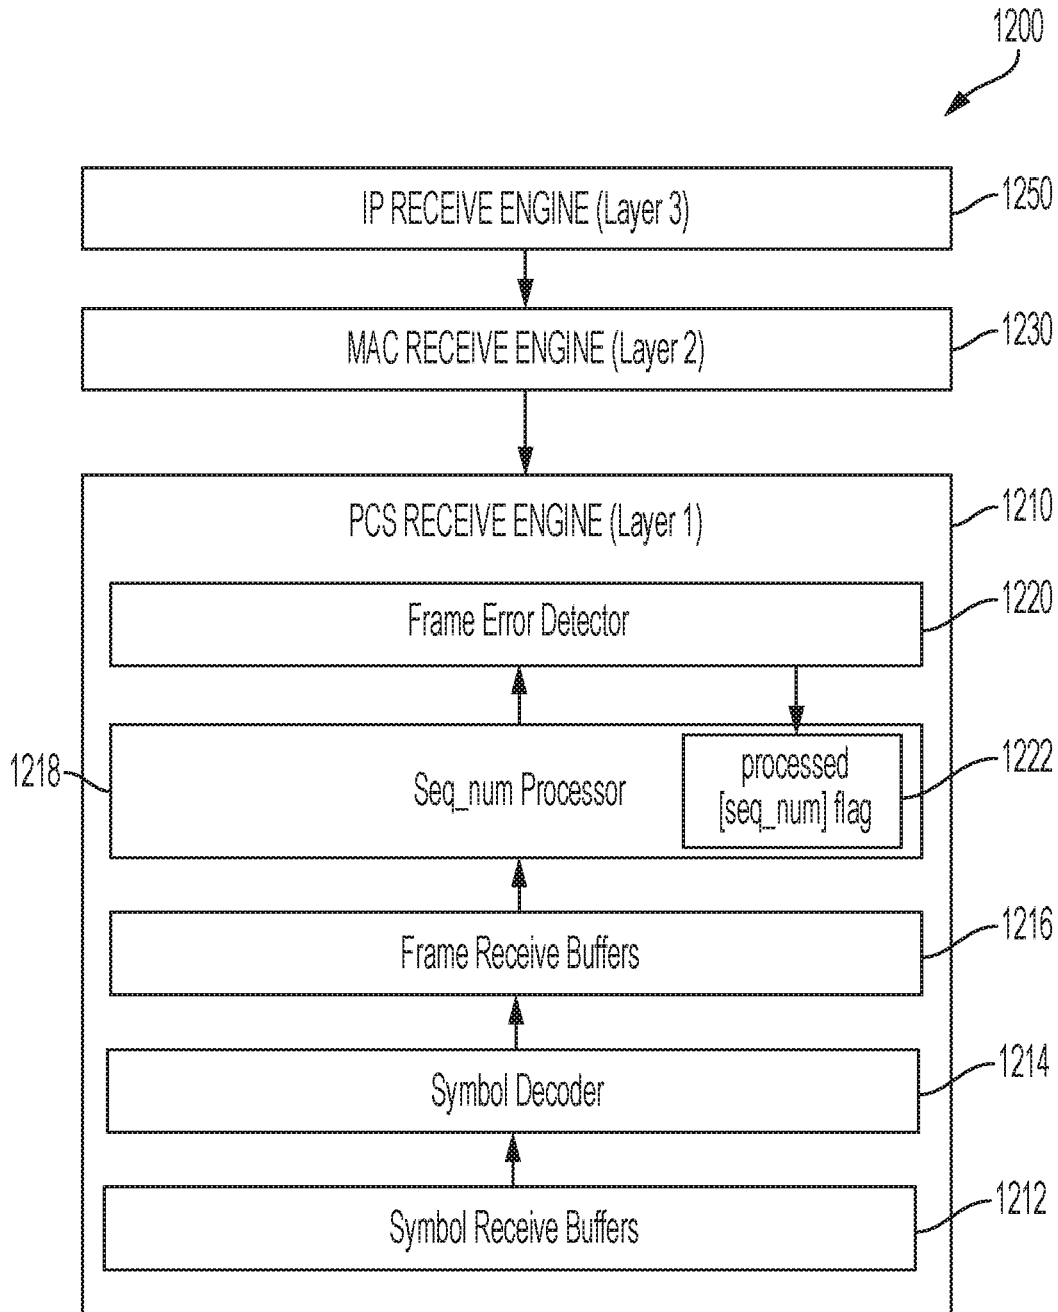 1200
IP RECEIVE ENGINE (Layer 3)
1250
MAC RECEIVE ENGINE (Layer 2)
1230
PCS RECEIVE ENGINE (Layer 1)
1210
Frame Error Detector
1220
1218
Seq_num Processor
processed
[seq_num] flag
1222
Frame Receive Buffers
1216
Symbol Decoder
1214
Symbol Receive Buffers
1212